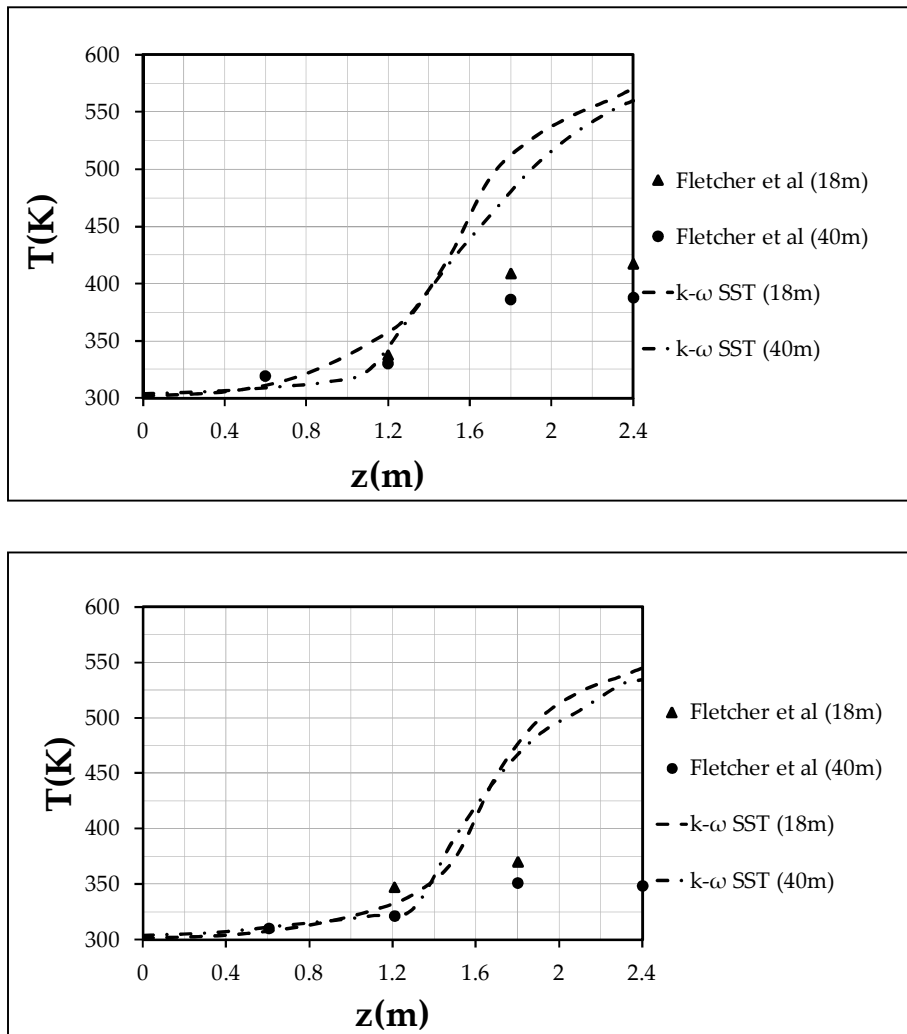 600
550
500
450
400
350
300
T(K)
0 0.4 0.8 1.2 1.6 2 2.4
z(m)
Fletcher et al (18m)
Fletcher et al (40m)
k-ω SST (18m)
k-ω SST (40m)
600
550
500
450
400
350
300
T(K)
0 0.4 0.8 1.2 1.6 2 2.4
z(m)
Fletcher et al (18m)
Fletcher et al (40m)
k-ω SST (18m)
k-ω SST (40m)